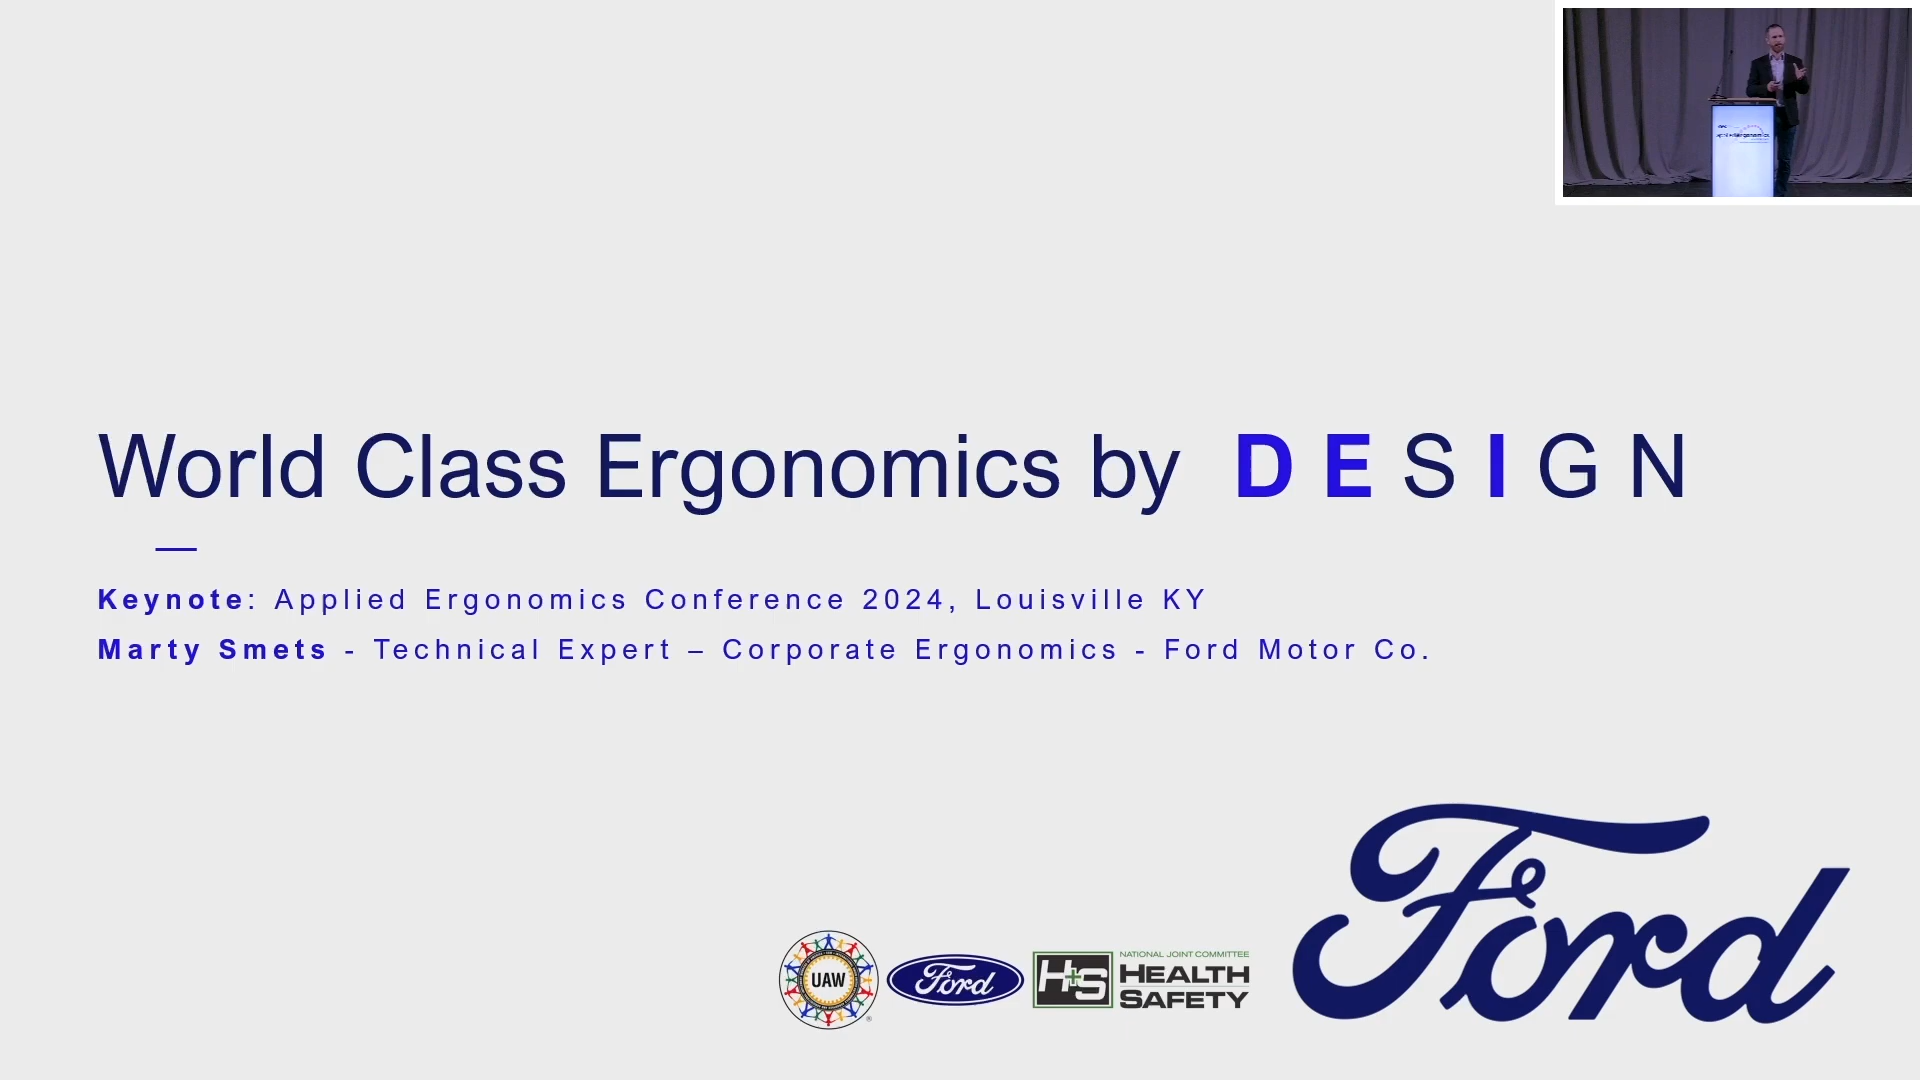 World Class Ergonomics by DESIGN
Keynote: Applied Ergonomics Conference 2024, Louisville KY
Marty Smets - Technical Expert – Corporate Ergonomics - Ford Motor Co.
UAW
®
Ford
H+S
NATIONAL JOINT COMMITTEE
HEALTH
SAFETY
Ford